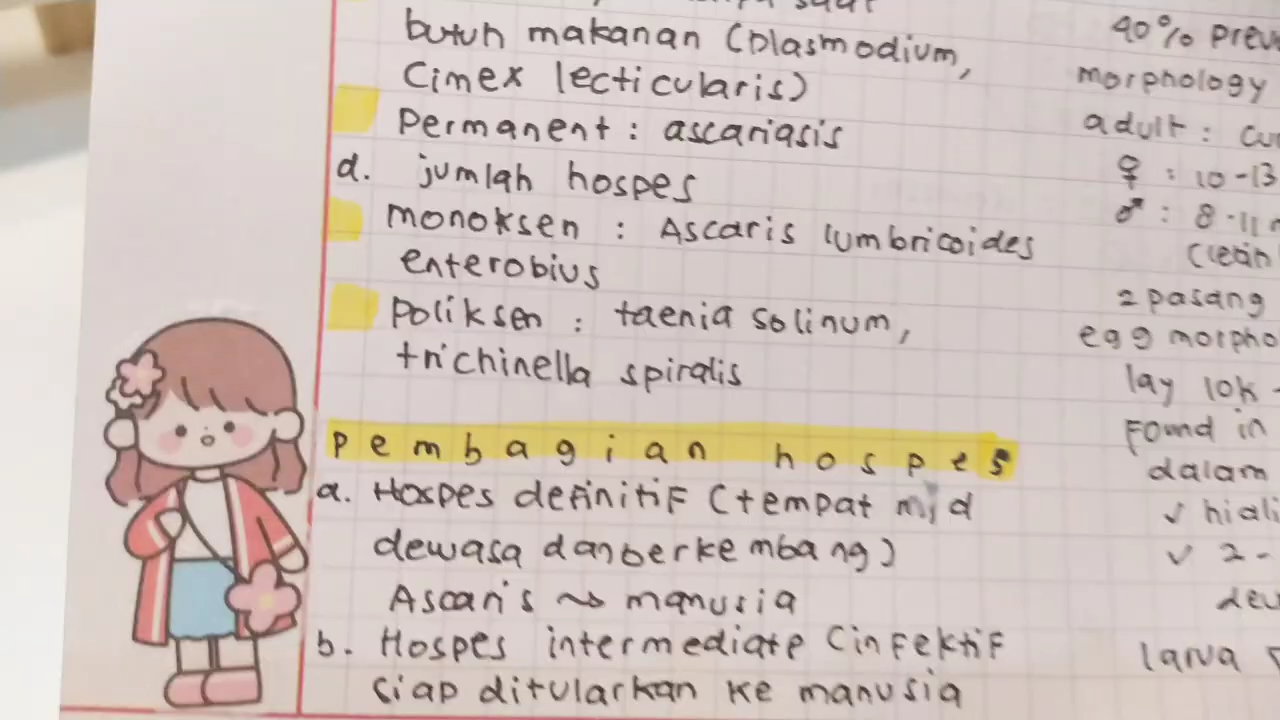 butuh makanan (plasmodium,
Cimex lecticularis)
Permanent : ascariasis
d. jumlah hospes
monoksen : Ascaris lumbricoides
enterobius
Poliksen : taenia solinum,
trichinella spiralis
pembagian hospes
a. Hospes definitif (tempat mjd
dewasa dan berkembang)
Ascaris ~> manusia
b. Hospes intermediate (infektif
siap ditularkan ke manusia
40%
morphology
adult :
♀ : 10-13
♂ : 8-11
2 pasang
egg
lay 10k
Found in
dalam
✓
✓ 2-
larva